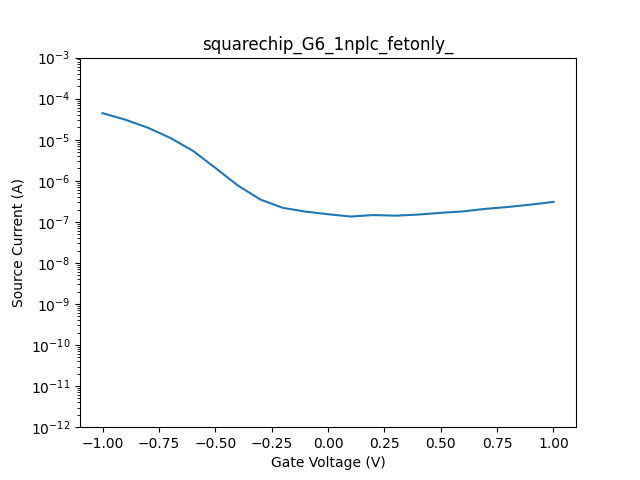 squarechip_G6_1nplc_fetonly_
10⁻³
10⁻⁴
10⁻⁵
10⁻⁶
10⁻⁷
10⁻⁸
10⁻⁹
10⁻¹⁰
10⁻¹¹
10⁻¹²
Source Current (A)
−1.00 −0.75 −0.50 −0.25 0.00 0.25 0.50 0.75 1.00
Gate Voltage (V)